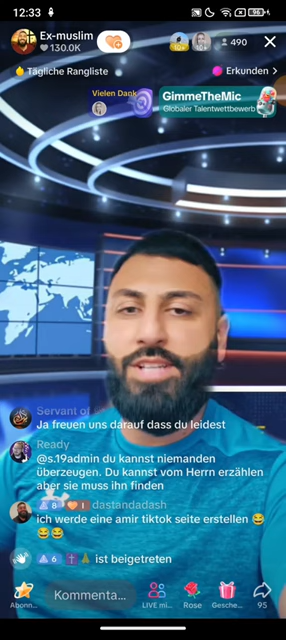 12:33
96
Ex-muslim
130.0K
10+
10+
490
Tägliche Rangliste
Erkunden >
Vielen Dank
GimmeTheMic
Globaler Talentwettbewerb
Servant of
Ja freuen uns darauf dass du leidest
Ready
@s.19admin du kannst niemanden
überzeugen. Du kannst vom Herrn erzählen
aber sie muss ihn finden
8 I dastandadash
ich werde eine amir tiktok seite erstellen 😂
😂😂
6 ist beigetreten
Kommenta...
Abonn...
LIVE mi...
Rose
Gesche...
95